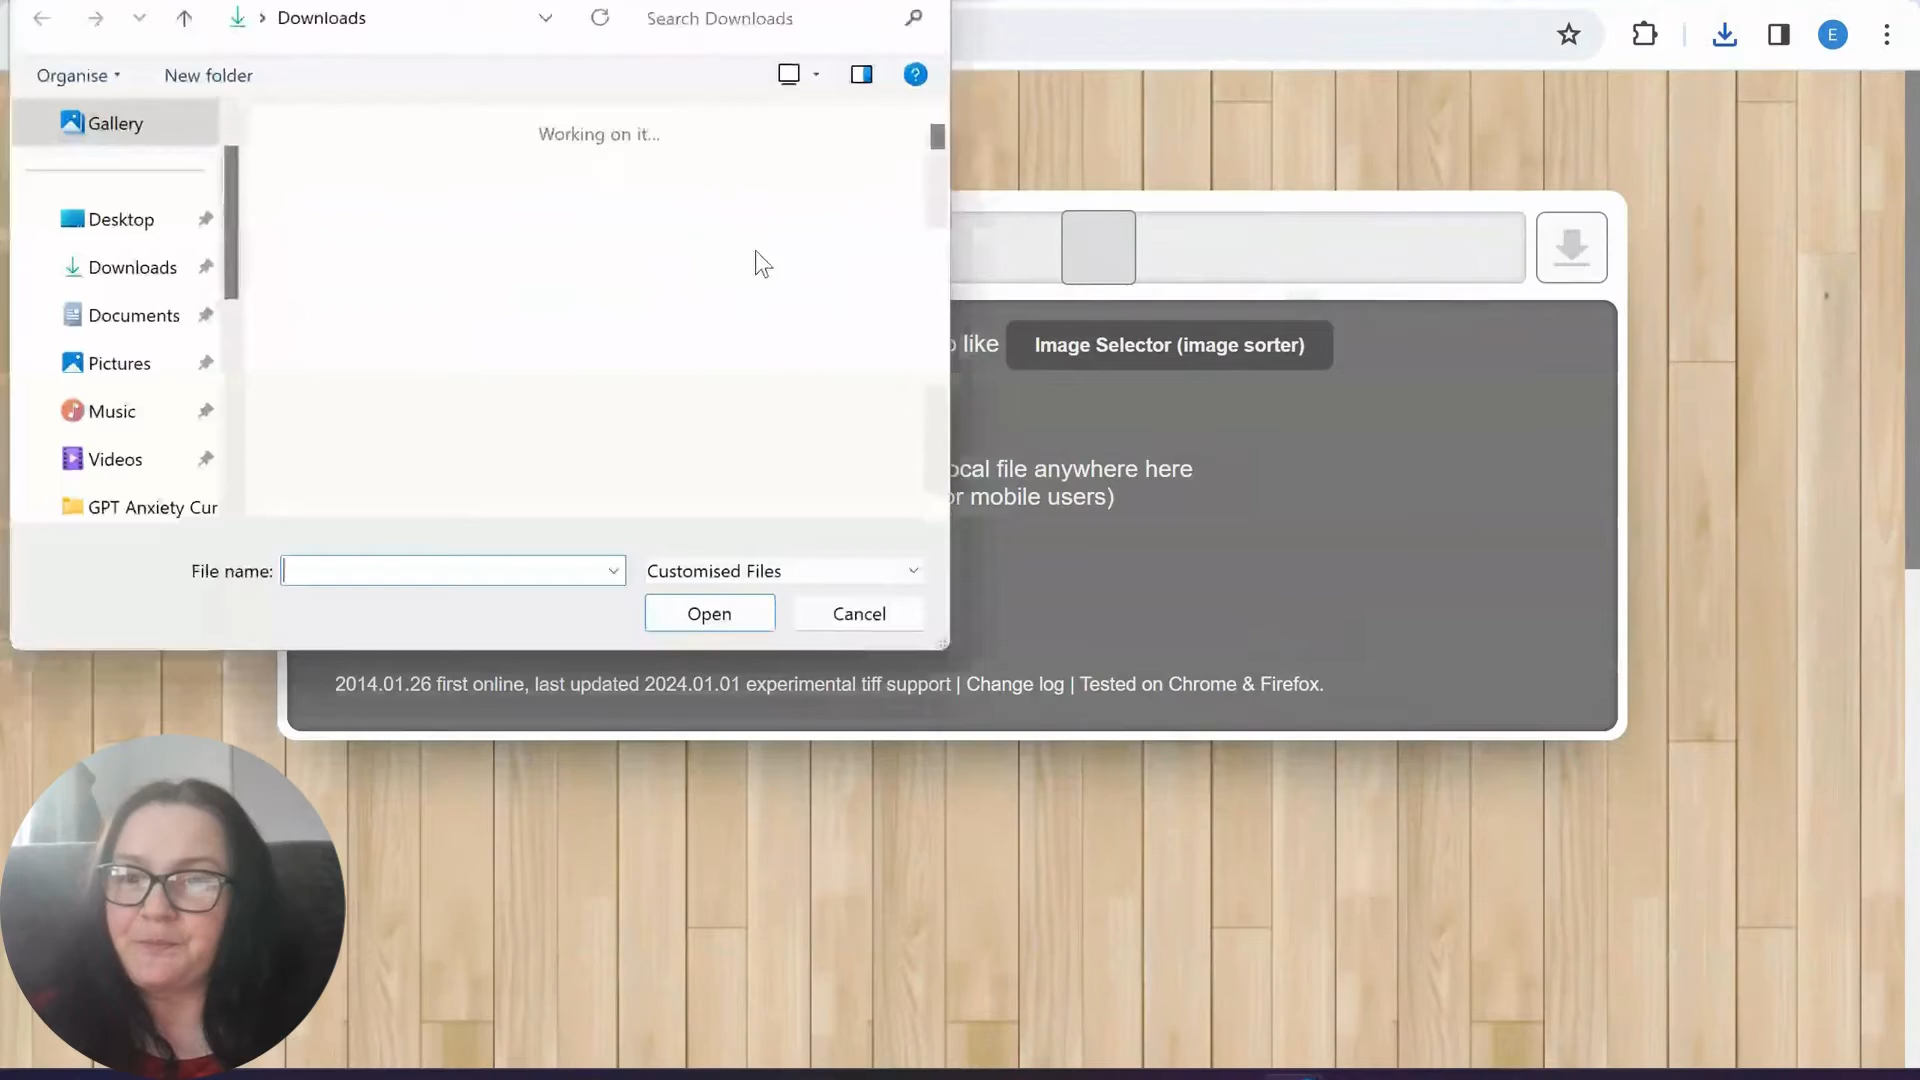 Downloads
Search Downloads
E
Organise
New folder
?
Gallery
Working on it...
Desktop
Downloads
Documents
Pictures
Music
Videos
GPT Anxiety Cur
File name:
Customised Files
Open
Cancel
like Image Selector (image sorter)
ocal file anywhere here
or mobile users)
2014.01.26 first online, last updated 2024.01.01 experimental tiff support | Change log | Tested on Chrome & Firefox.